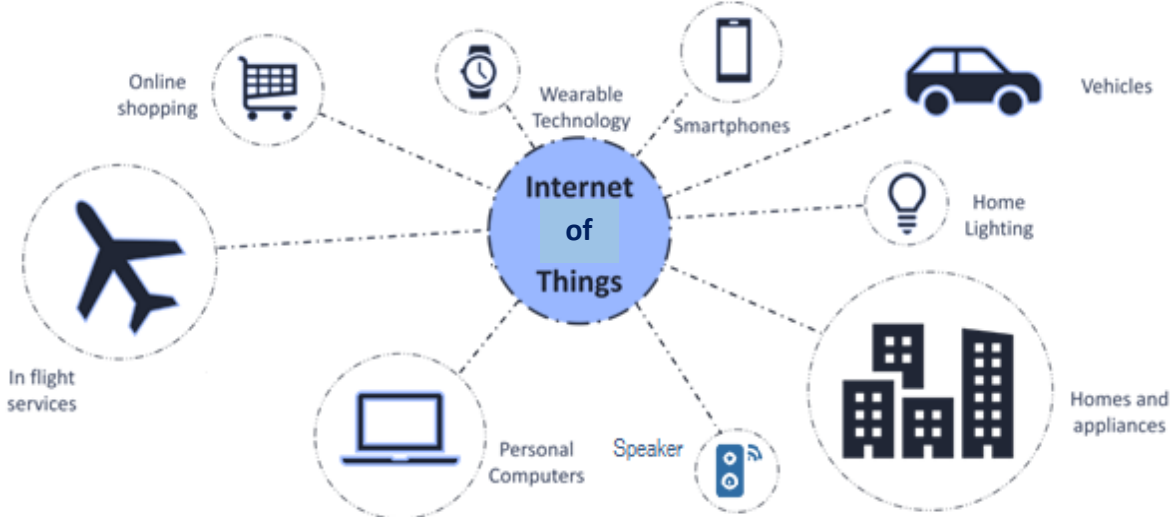 Online
shopping
Wearable
Technology
Smartphones
Vehicles
Internet
of
Things
Home
Lighting
In flight
services
Personal
Computers
Speaker
Homes and
appliances